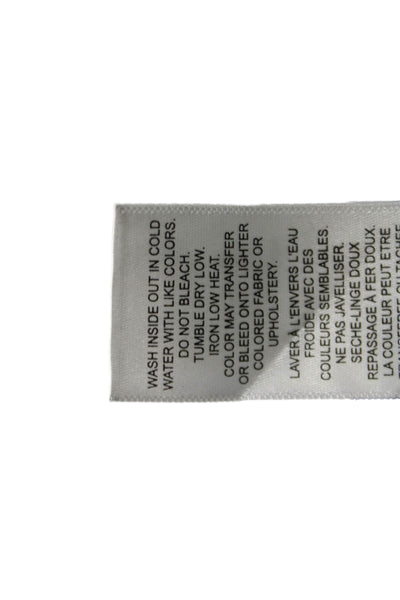 WASH INSIDE OUT IN COLD
WATER WITH LIKE COLORS.
DO NOT BLEACH.
TUMBLE DRY LOW.
IRON LOW HEAT.
COLOR MAY TRANSFER
OR BLEED ONTO LIGHTER
COLORED FABRIC OR
UPHOLSTERY.
LAVER À L'ENVERS L'EAU
FROIDE AVEC DES
COULEURS SEMBLABLES.
NE PAS JAVELLISER.
SECHE-LINGE DOUX
REPASSAGE À FER DOUX.
LA COULEUR PEUT ETRE